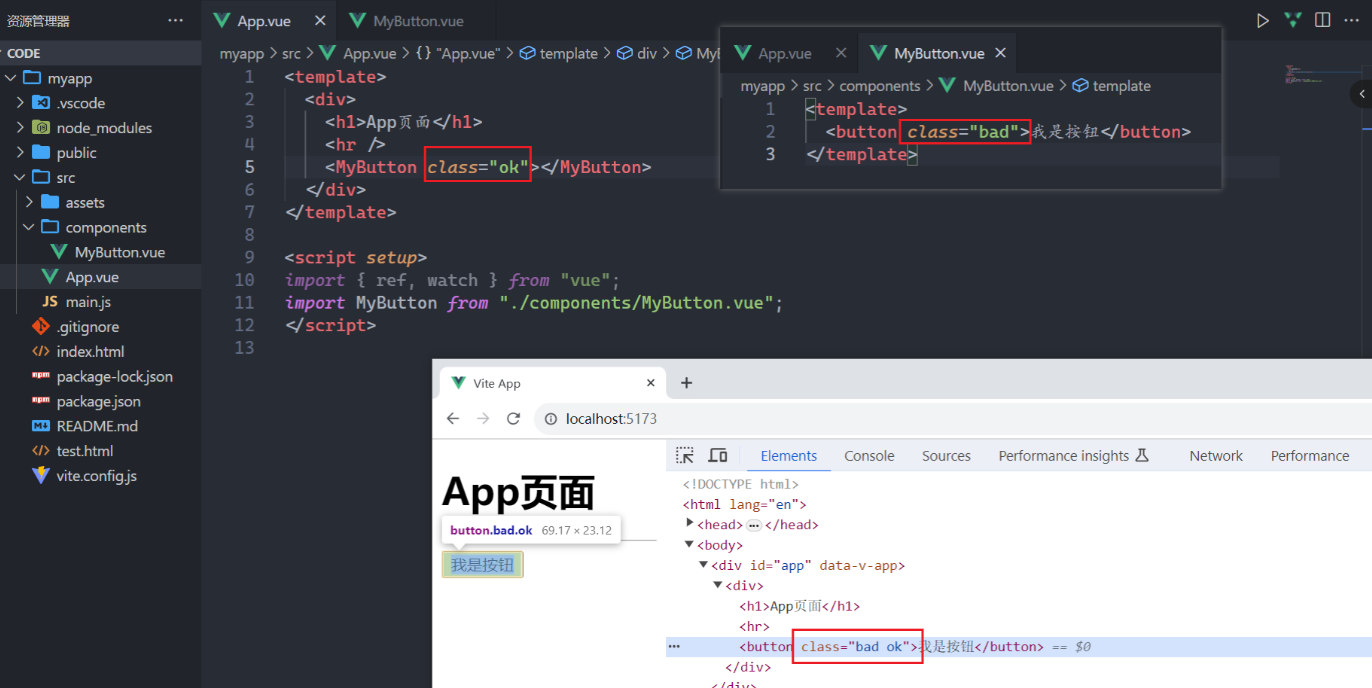 资源管理器 ···
CODE
myapp
.vscode
node_modules
public
src
assets
components
MyButton.vue
App.vue
JS main.js
.gitignore
</> index.html
npm package-lock.json
npm package.json
M↓ README.md
</> test.html
vite.config.js
App.vue × MyButton.vue
myapp > src > App.vue > {} "App.vue" > template > div > MyB
1 <template>
2 <div>
3 <h1>App页面</h1>
4 <hr />
5 <MyButton class="ok"></MyButton>
6 </div>
7 </template>
8
9 <script setup>
10 import { ref, watch } from "vue";
11 import MyButton from "./components/MyButton.vue";
12 </script>
13
App.vue × MyButton.vue ×
myapp > src > components > MyButton.vue > template
1 <template>
2 <button class="bad">我是按钮</button>
3 </template>
Vite App × +
localhost:5173
App页面
button.bad.ok 69.17 × 23.12
我是按钮
Elements Console Sources Performance insights Network Performance
<!DOCTYPE html>
<html lang="en">
<head> ··· </head>
<body>
<div id="app" data-v-app>
<div>
<h1>App页面</h1>
<hr>
··· <button class="bad ok">我是按钮</button> == $0
</div>
</div>